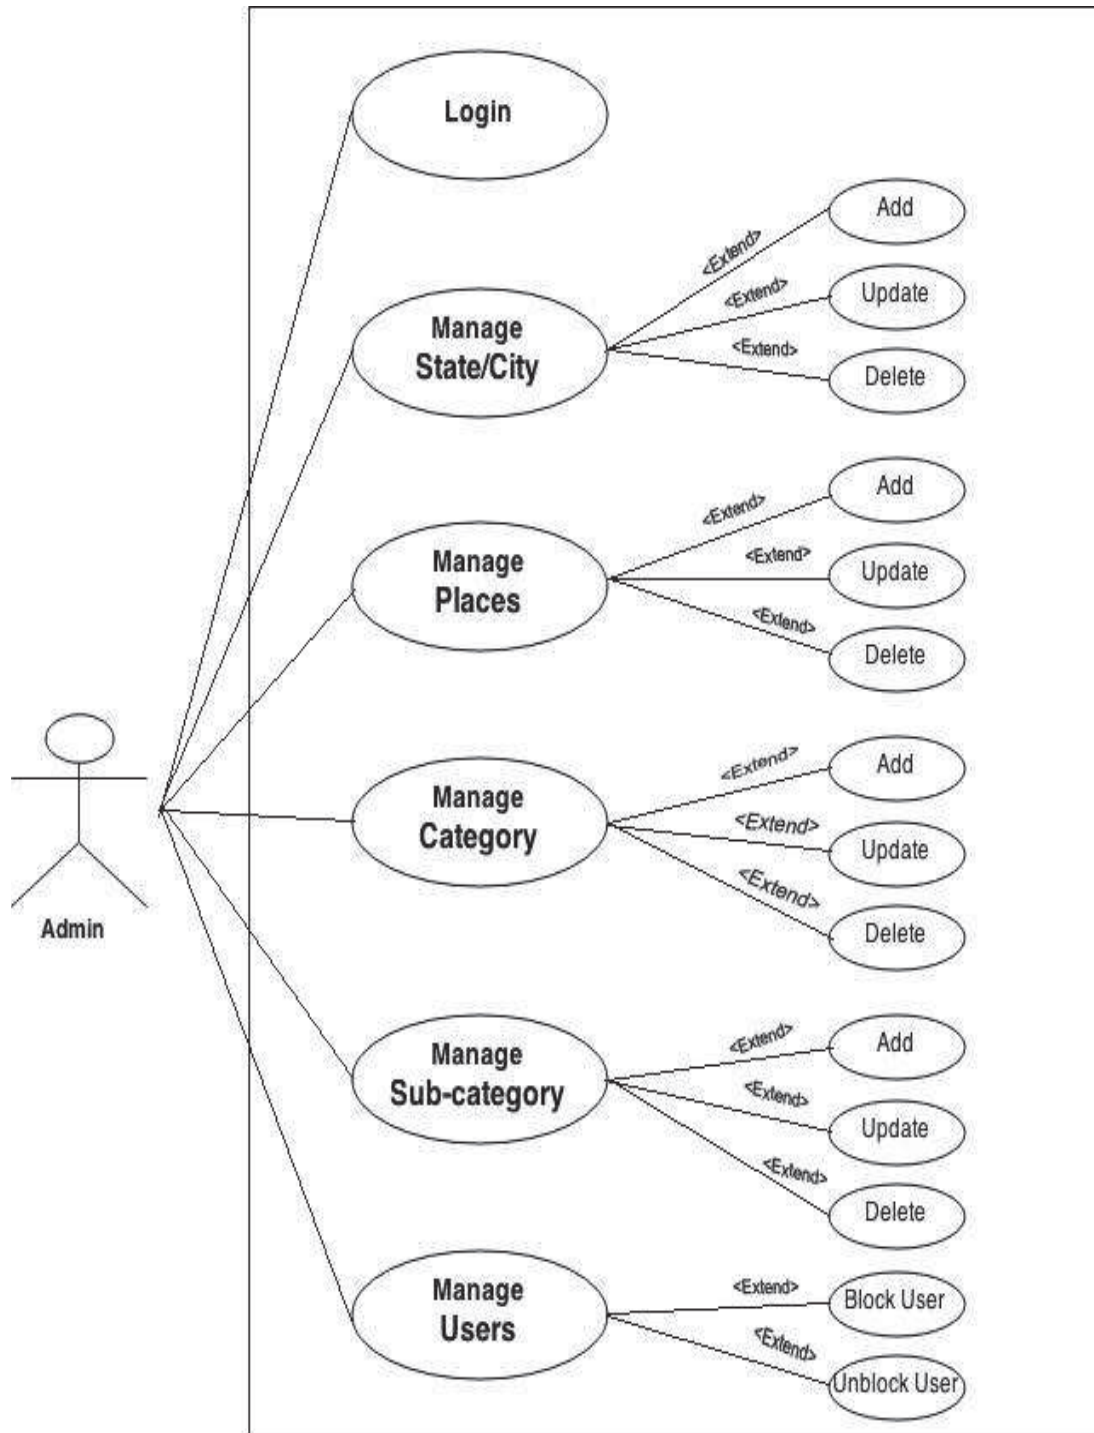 Login
Add
<Extend>
Update
<Extend>
Manage
State/City
<Extend>
Delete
Add
<Extend>
Manage
Places
<Extend>
Update
<Extend>
Delete
Add
<Extend>
Manage
Category
<Extend>
Update
<Extend>
Delete
Admin
Add
<Extend>
Manage
Sub-category
<Extend>
Update
<Extend>
Delete
Manage
Users
<Extend>
Block User
<Extend>
Unblock User